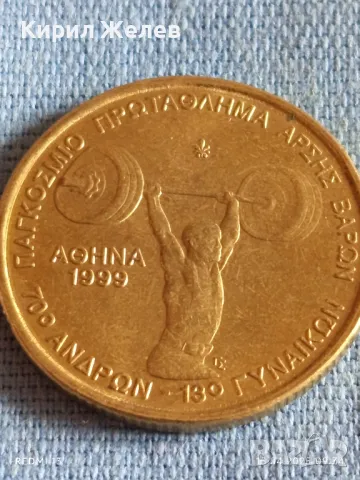 Кирил Желев
ΠΑΓΚΟΣΜΙΟ ΠΡΩΤΑΘΛΗΜΑ ΑΡΣΗΣ ΒΑΡΩΝ
ΑΘΗΝΑ
1999
70ο ΑΝΔΡΩΝ - 13ο ΓΥΝΑΙΚΩΝ